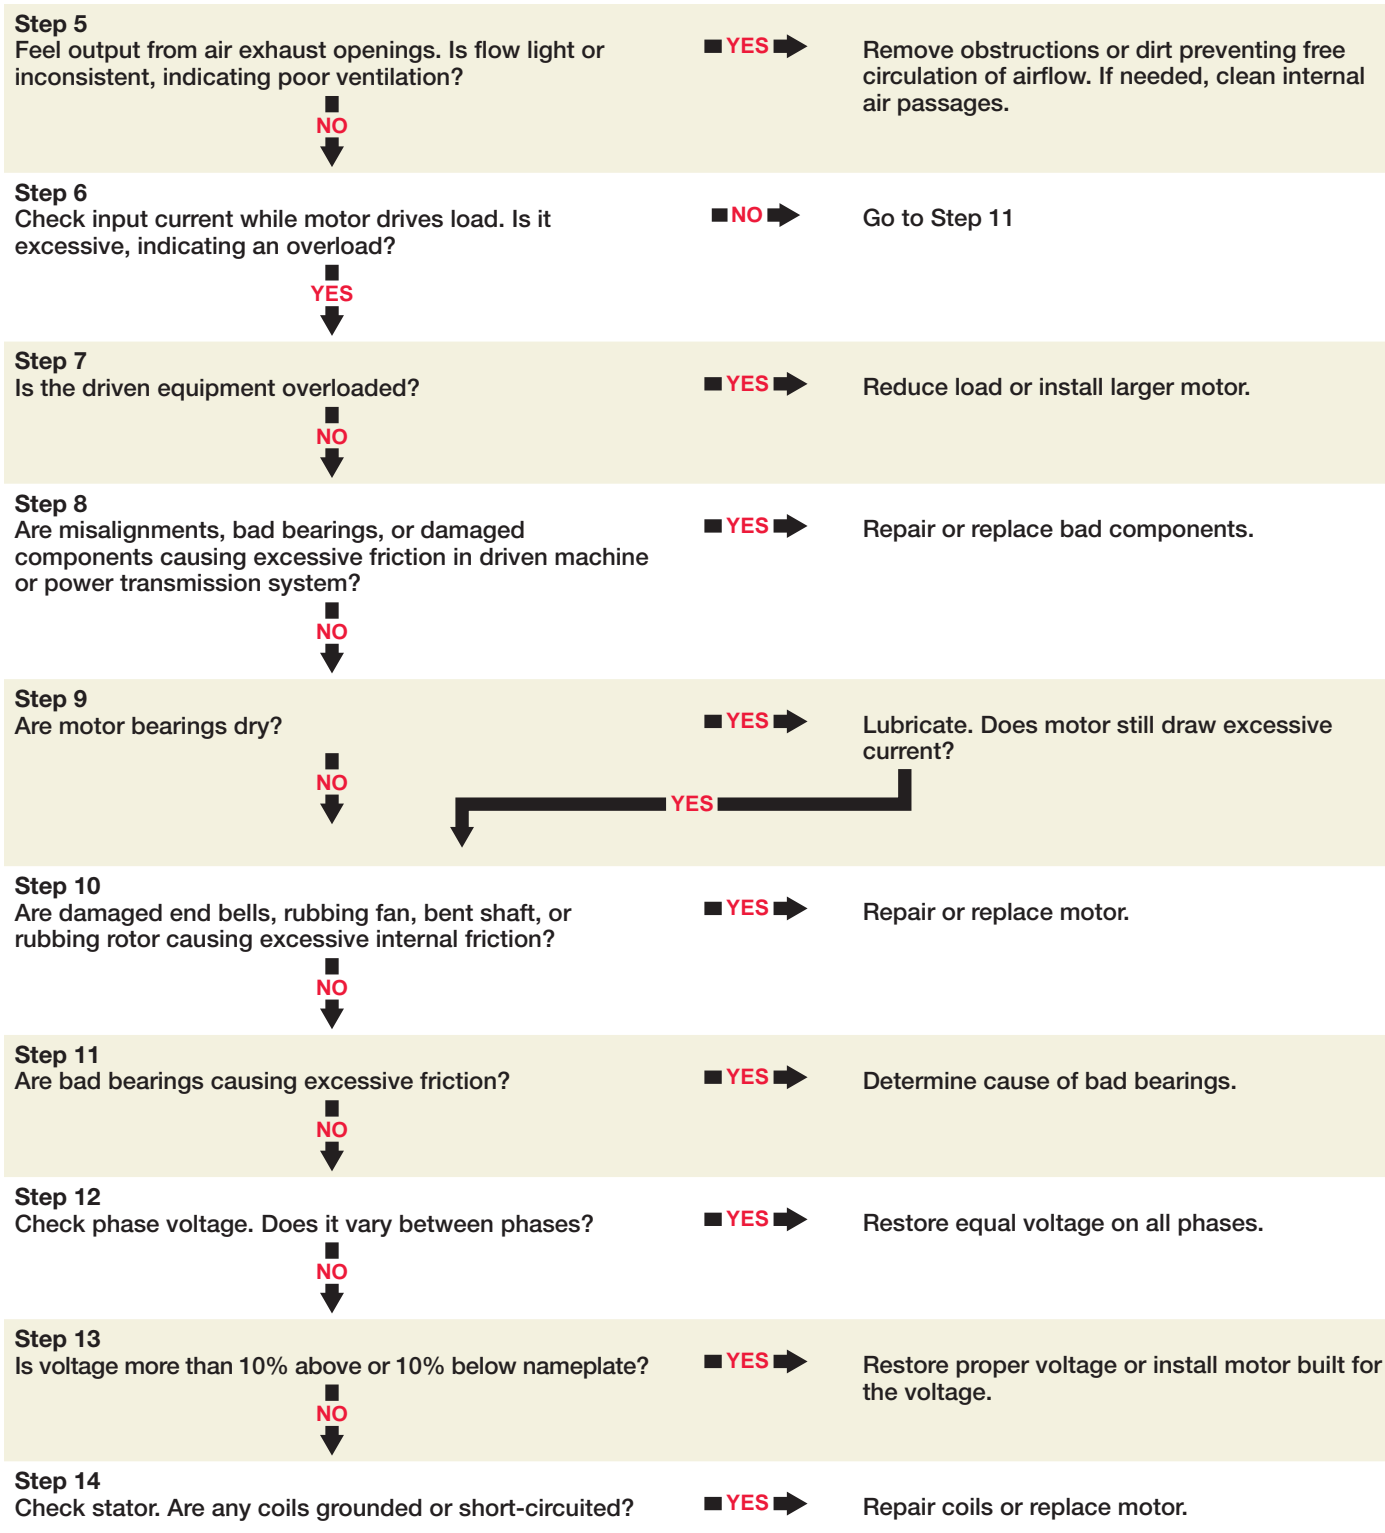 Step 5
Feel output from air exhaust openings. Is flow light or
inconsistent, indicating poor ventilation?
YES
Remove obstructions or dirt preventing free
circulation of airflow. If needed, clean internal
air passages.
NO
Step 6
Check input current while motor drives load. Is it
excessive, indicating an overload?
NO
Go to Step 11
YES
Step 7
Is the driven equipment overloaded?
YES
Reduce load or install larger motor.
NO
Step 8
Are misalignments, bad bearings, or damaged
components causing excessive friction in driven machine
or power transmission system?
YES
Repair or replace bad components.
NO
Step 9
Are motor bearings dry?
YES
Lubricate. Does motor still draw excessive
current?
NO
YES
Step 10
Are damaged end bells, rubbing fan, bent shaft, or
rubbing rotor causing excessive internal friction?
YES
Repair or replace motor.
NO
Step 11
Are bad bearings causing excessive friction?
YES
Determine cause of bad bearings.
NO
Step 12
Check phase voltage. Does it vary between phases?
YES
Restore equal voltage on all phases.
NO
Step 13
Is voltage more than 10% above or 10% below nameplate?
YES
Restore proper voltage or install motor built for
the voltage.
NO
Step 14
Check stator. Are any coils grounded or short-circuited?
YES
Repair coils or replace motor.